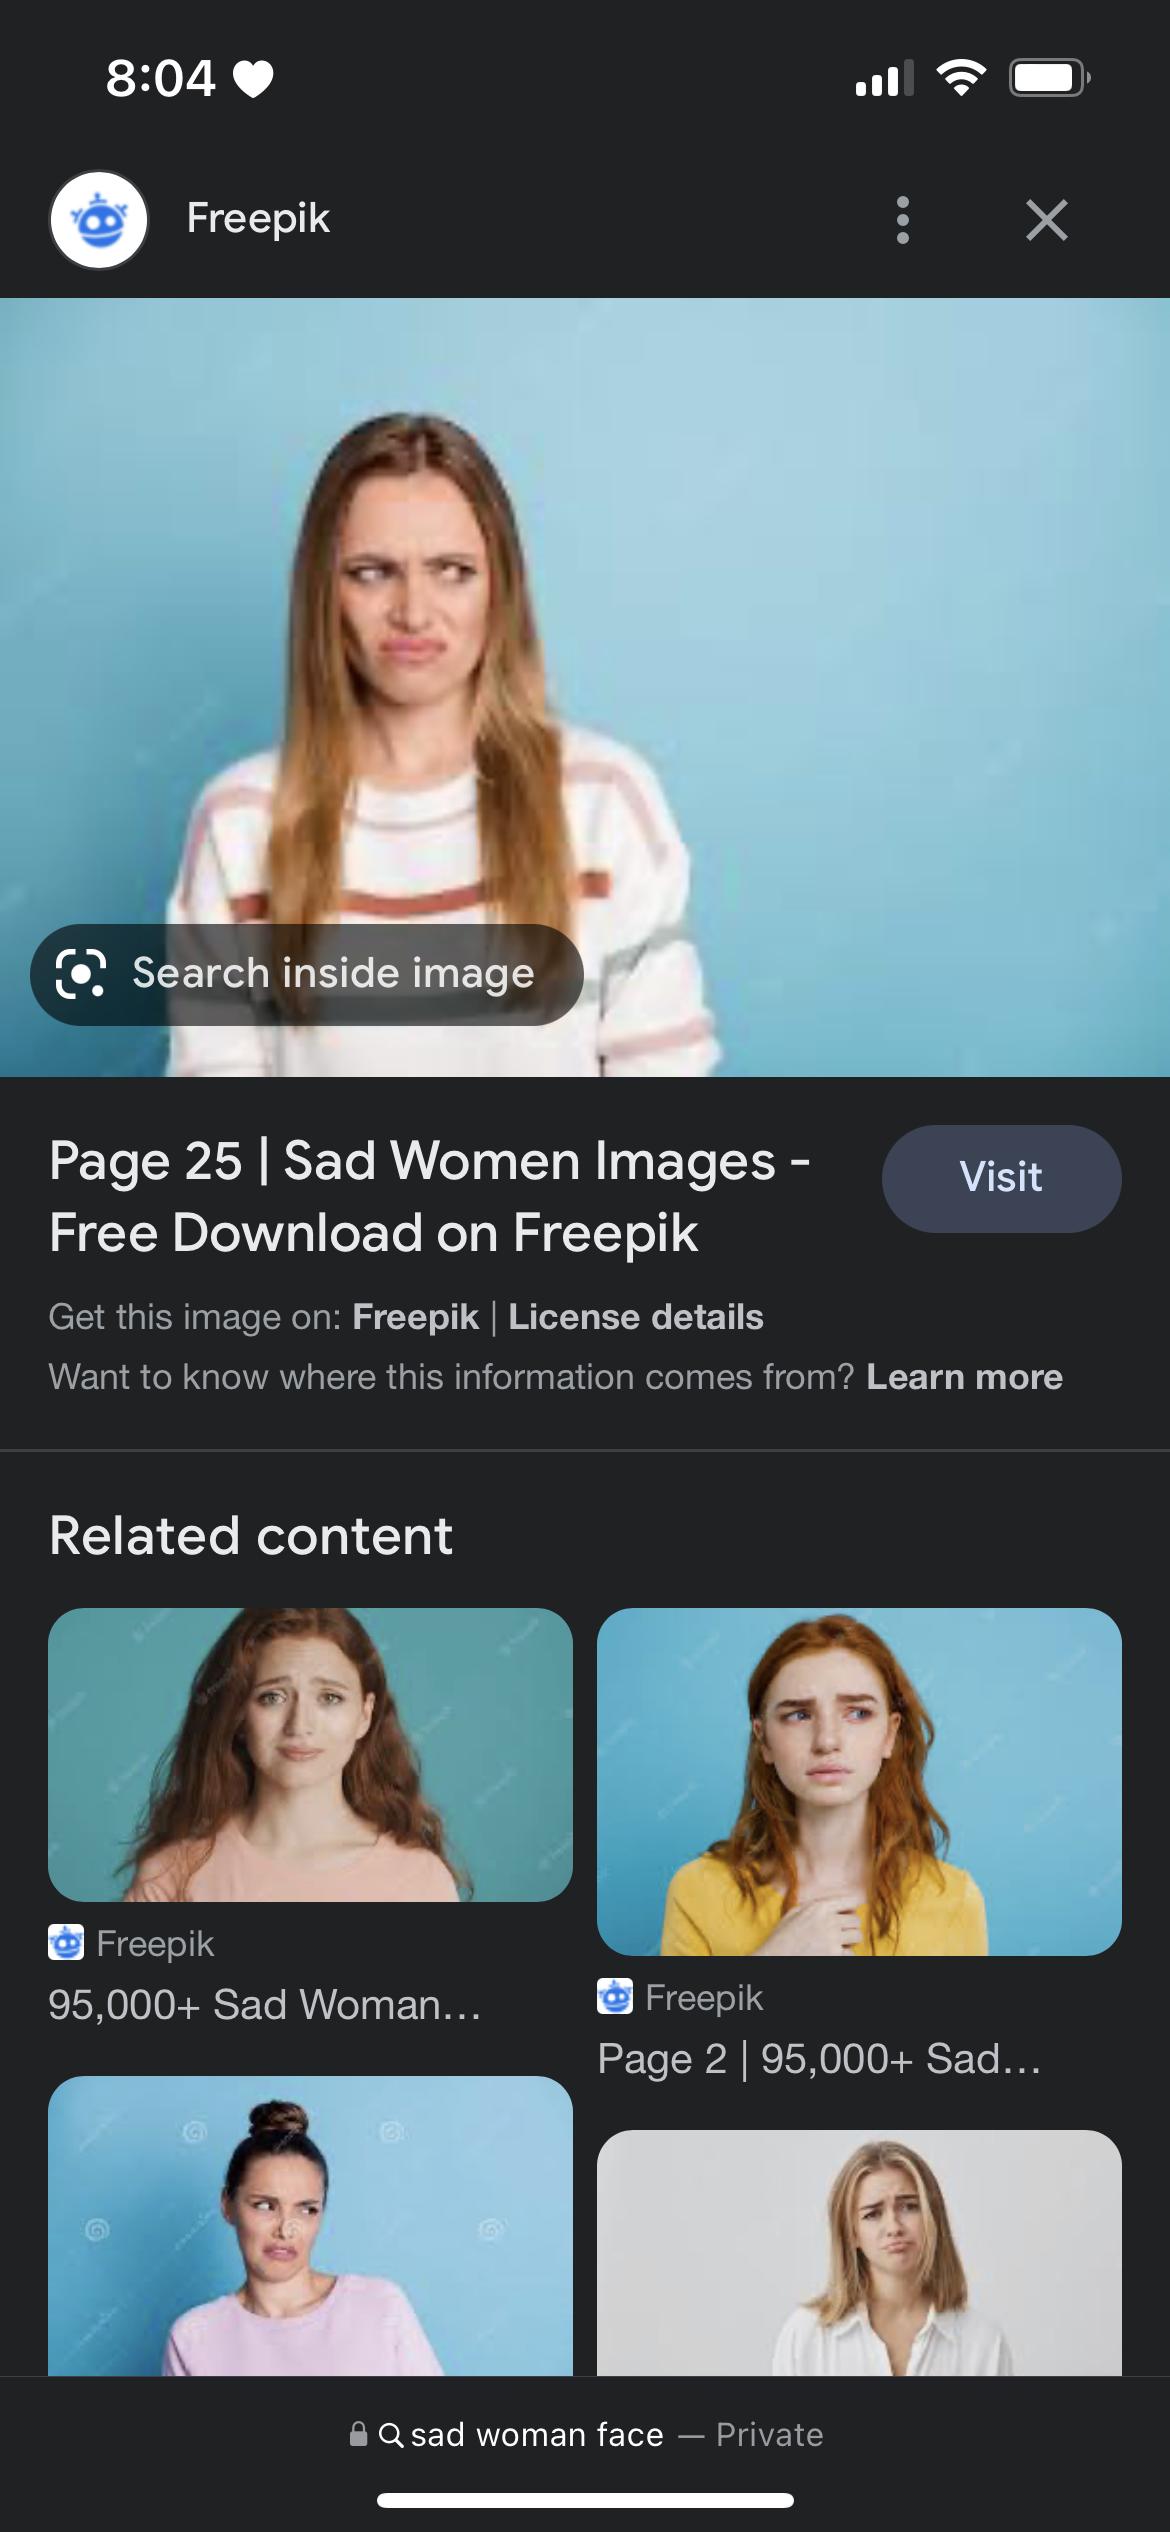 8:04
Freepik
Search inside image
Page 25 | Sad Women Images -
Free Download on Freepik
Visit
Get this image on: Freepik | License details
Want to know where this information comes from? Learn more
Related content
Freepik
95,000+ Sad Woman...
Freepik
Page 2 | 95,000+ Sad...
sad woman face — Private